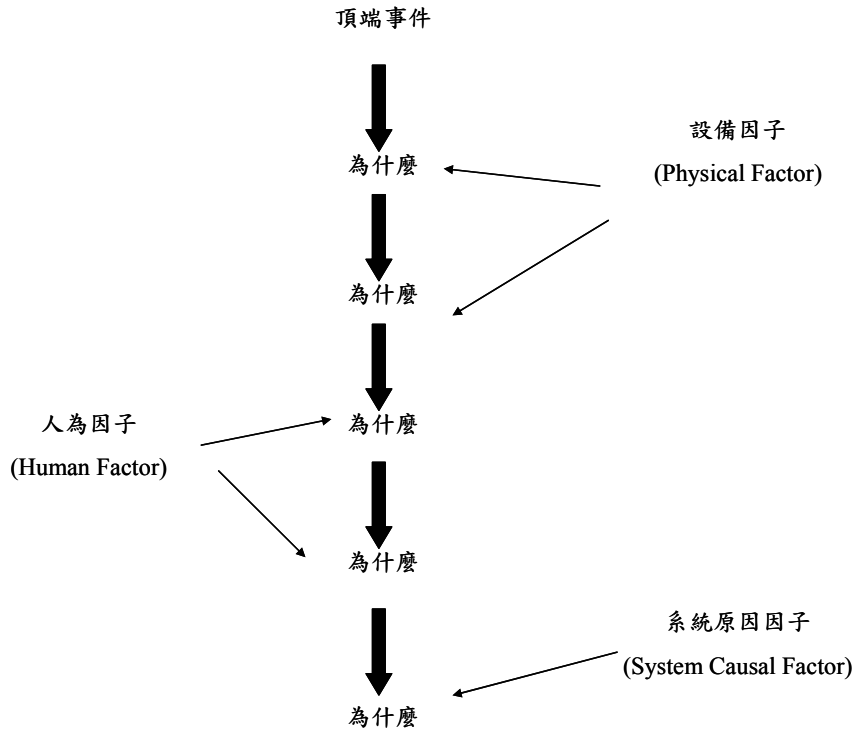 頂端事件
設備因子
(Physical Factor)
為什麼
為什麼
人為因子
(Human Factor)
為什麼
為什麼
系統原因因子
(System Causal Factor)
為什麼